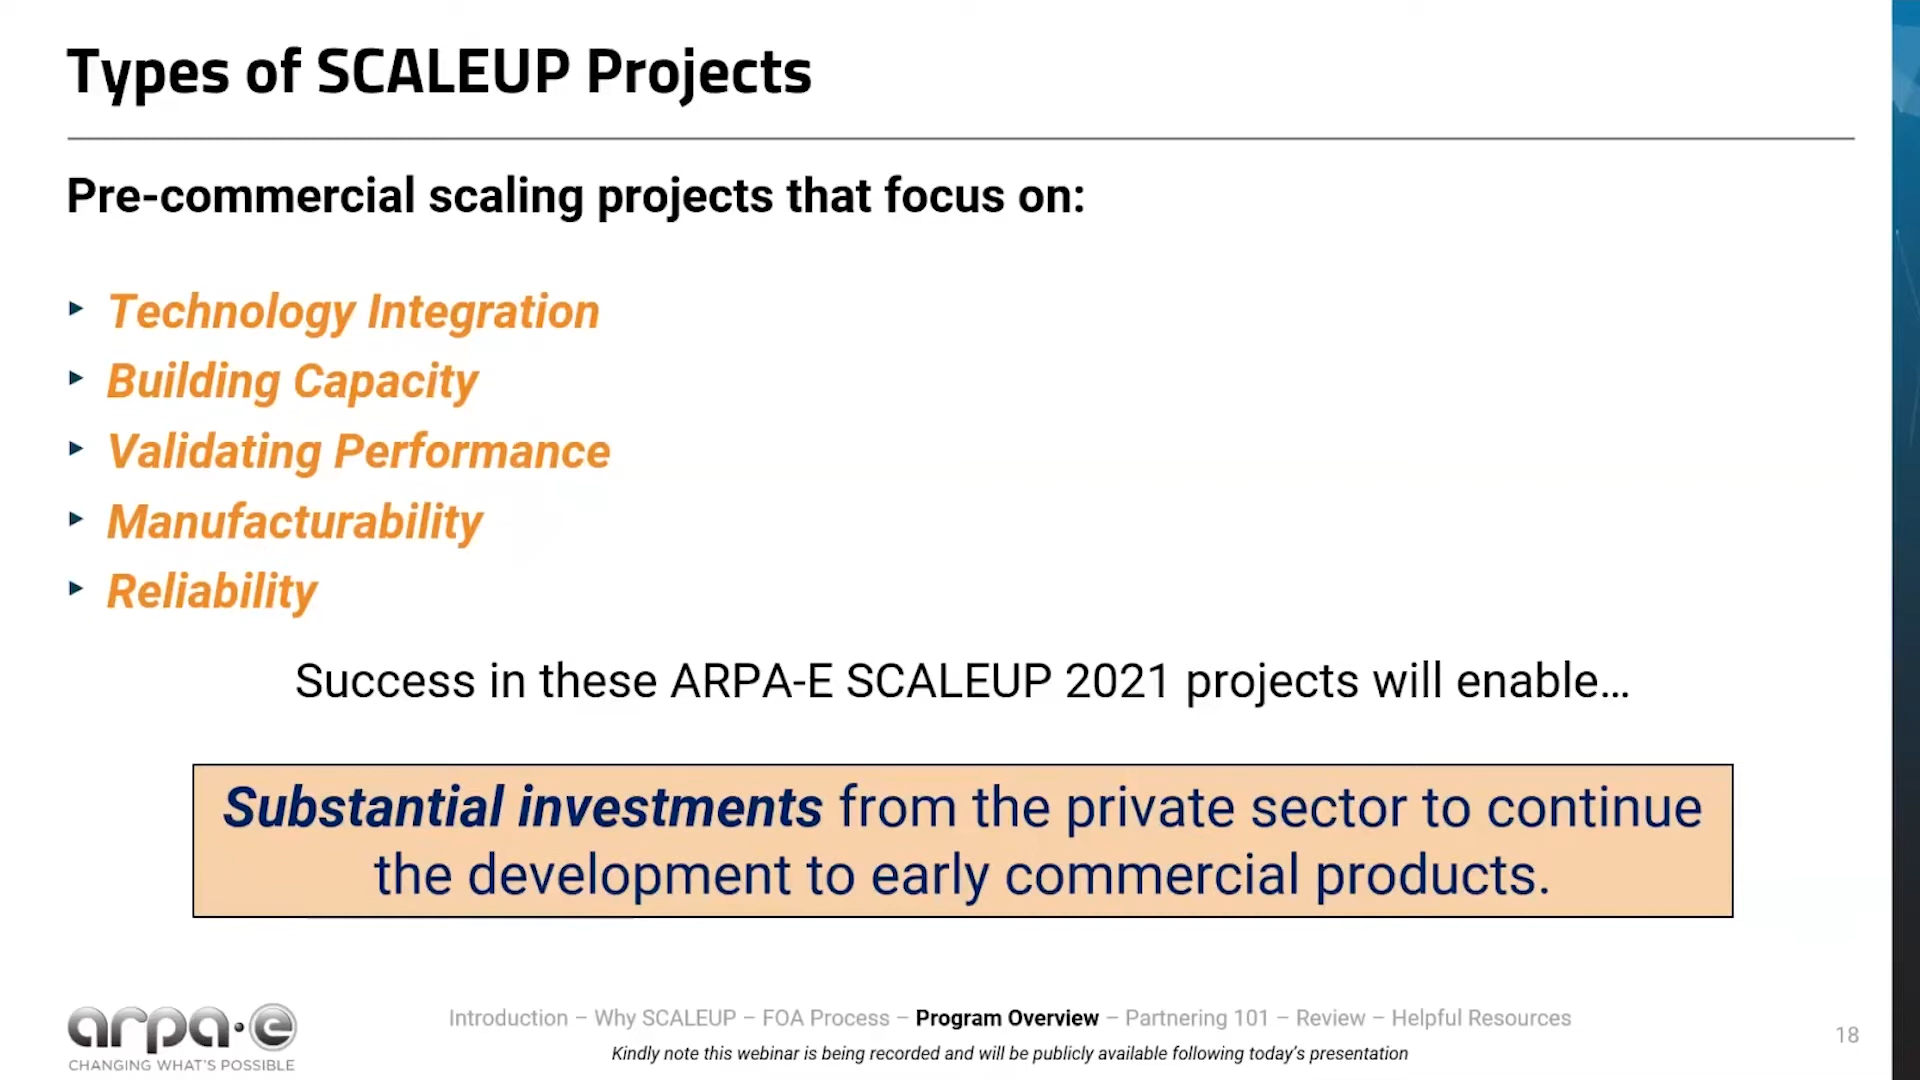 Types of SCALEUP Projects
Pre-commercial scaling projects that focus on:
‣ Technology Integration
‣ Building Capacity
‣ Validating Performance
‣ Manufacturability
‣ Reliability
Success in these ARPA-E SCALEUP 2021 projects will enable…
Substantial investments from the private sector to continue
the development to early commercial products.
arpa·e
CHANGING WHAT'S POSSIBLE
Introduction – Why SCALEUP – FOA Process – Program Overview – Partnering 101 – Review – Helpful Resources
Kindly note this webinar is being recorded and will be publicly available following today's presentation
18